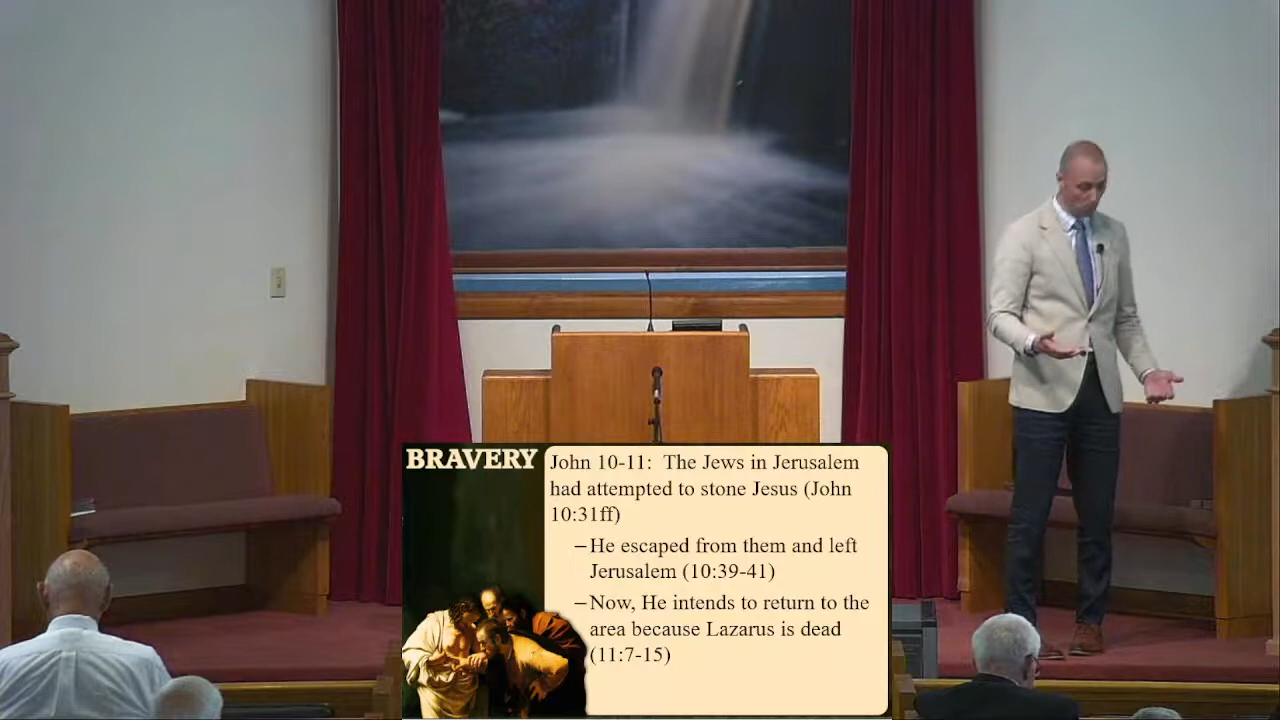 BRAVERY
John 10-11:  The Jews in Jerusalem
had attempted to stone Jesus (John
10:31ff)
–He escaped from them and left
Jerusalem (10:39-41)
–Now, He intends to return to the
area because Lazarus is dead
(11:7-15)